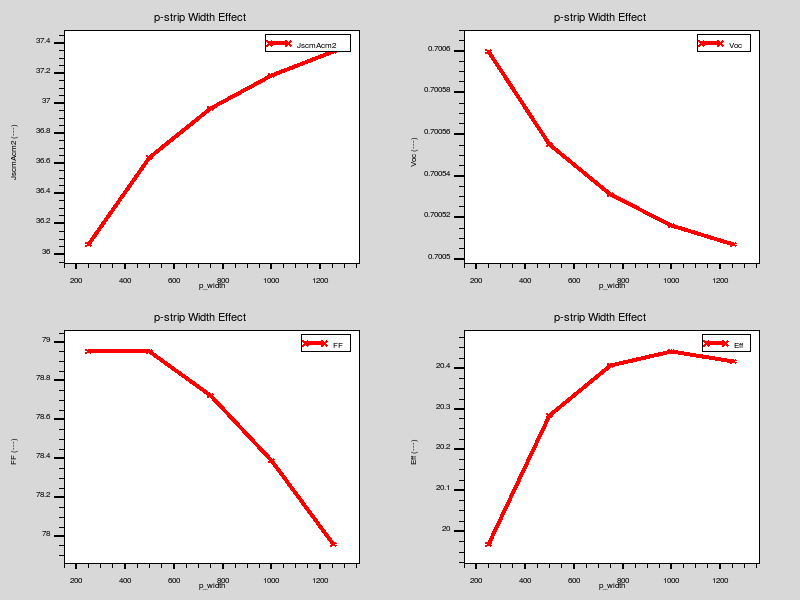 p-strip Width Effect
JscmAcm2
JscmAcm2 (---)
37.4
37.2
37
36.8
36.6
36.4
36.2
36
200 400 600 800 1000 1200
p_width
p-strip Width Effect
Voc
Voc (---)
0.7006
0.70058
0.70056
0.70054
0.70052
0.7005
200 400 600 800 1000 1200
p_width
p-strip Width Effect
FF
FF (---)
79
78.8
78.6
78.4
78.2
78
200 400 600 800 1000 1200
p_width
p-strip Width Effect
Eff
Eff (---)
20.4
20.3
20.2
20.1
20
200 400 600 800 1000 1200
p_width